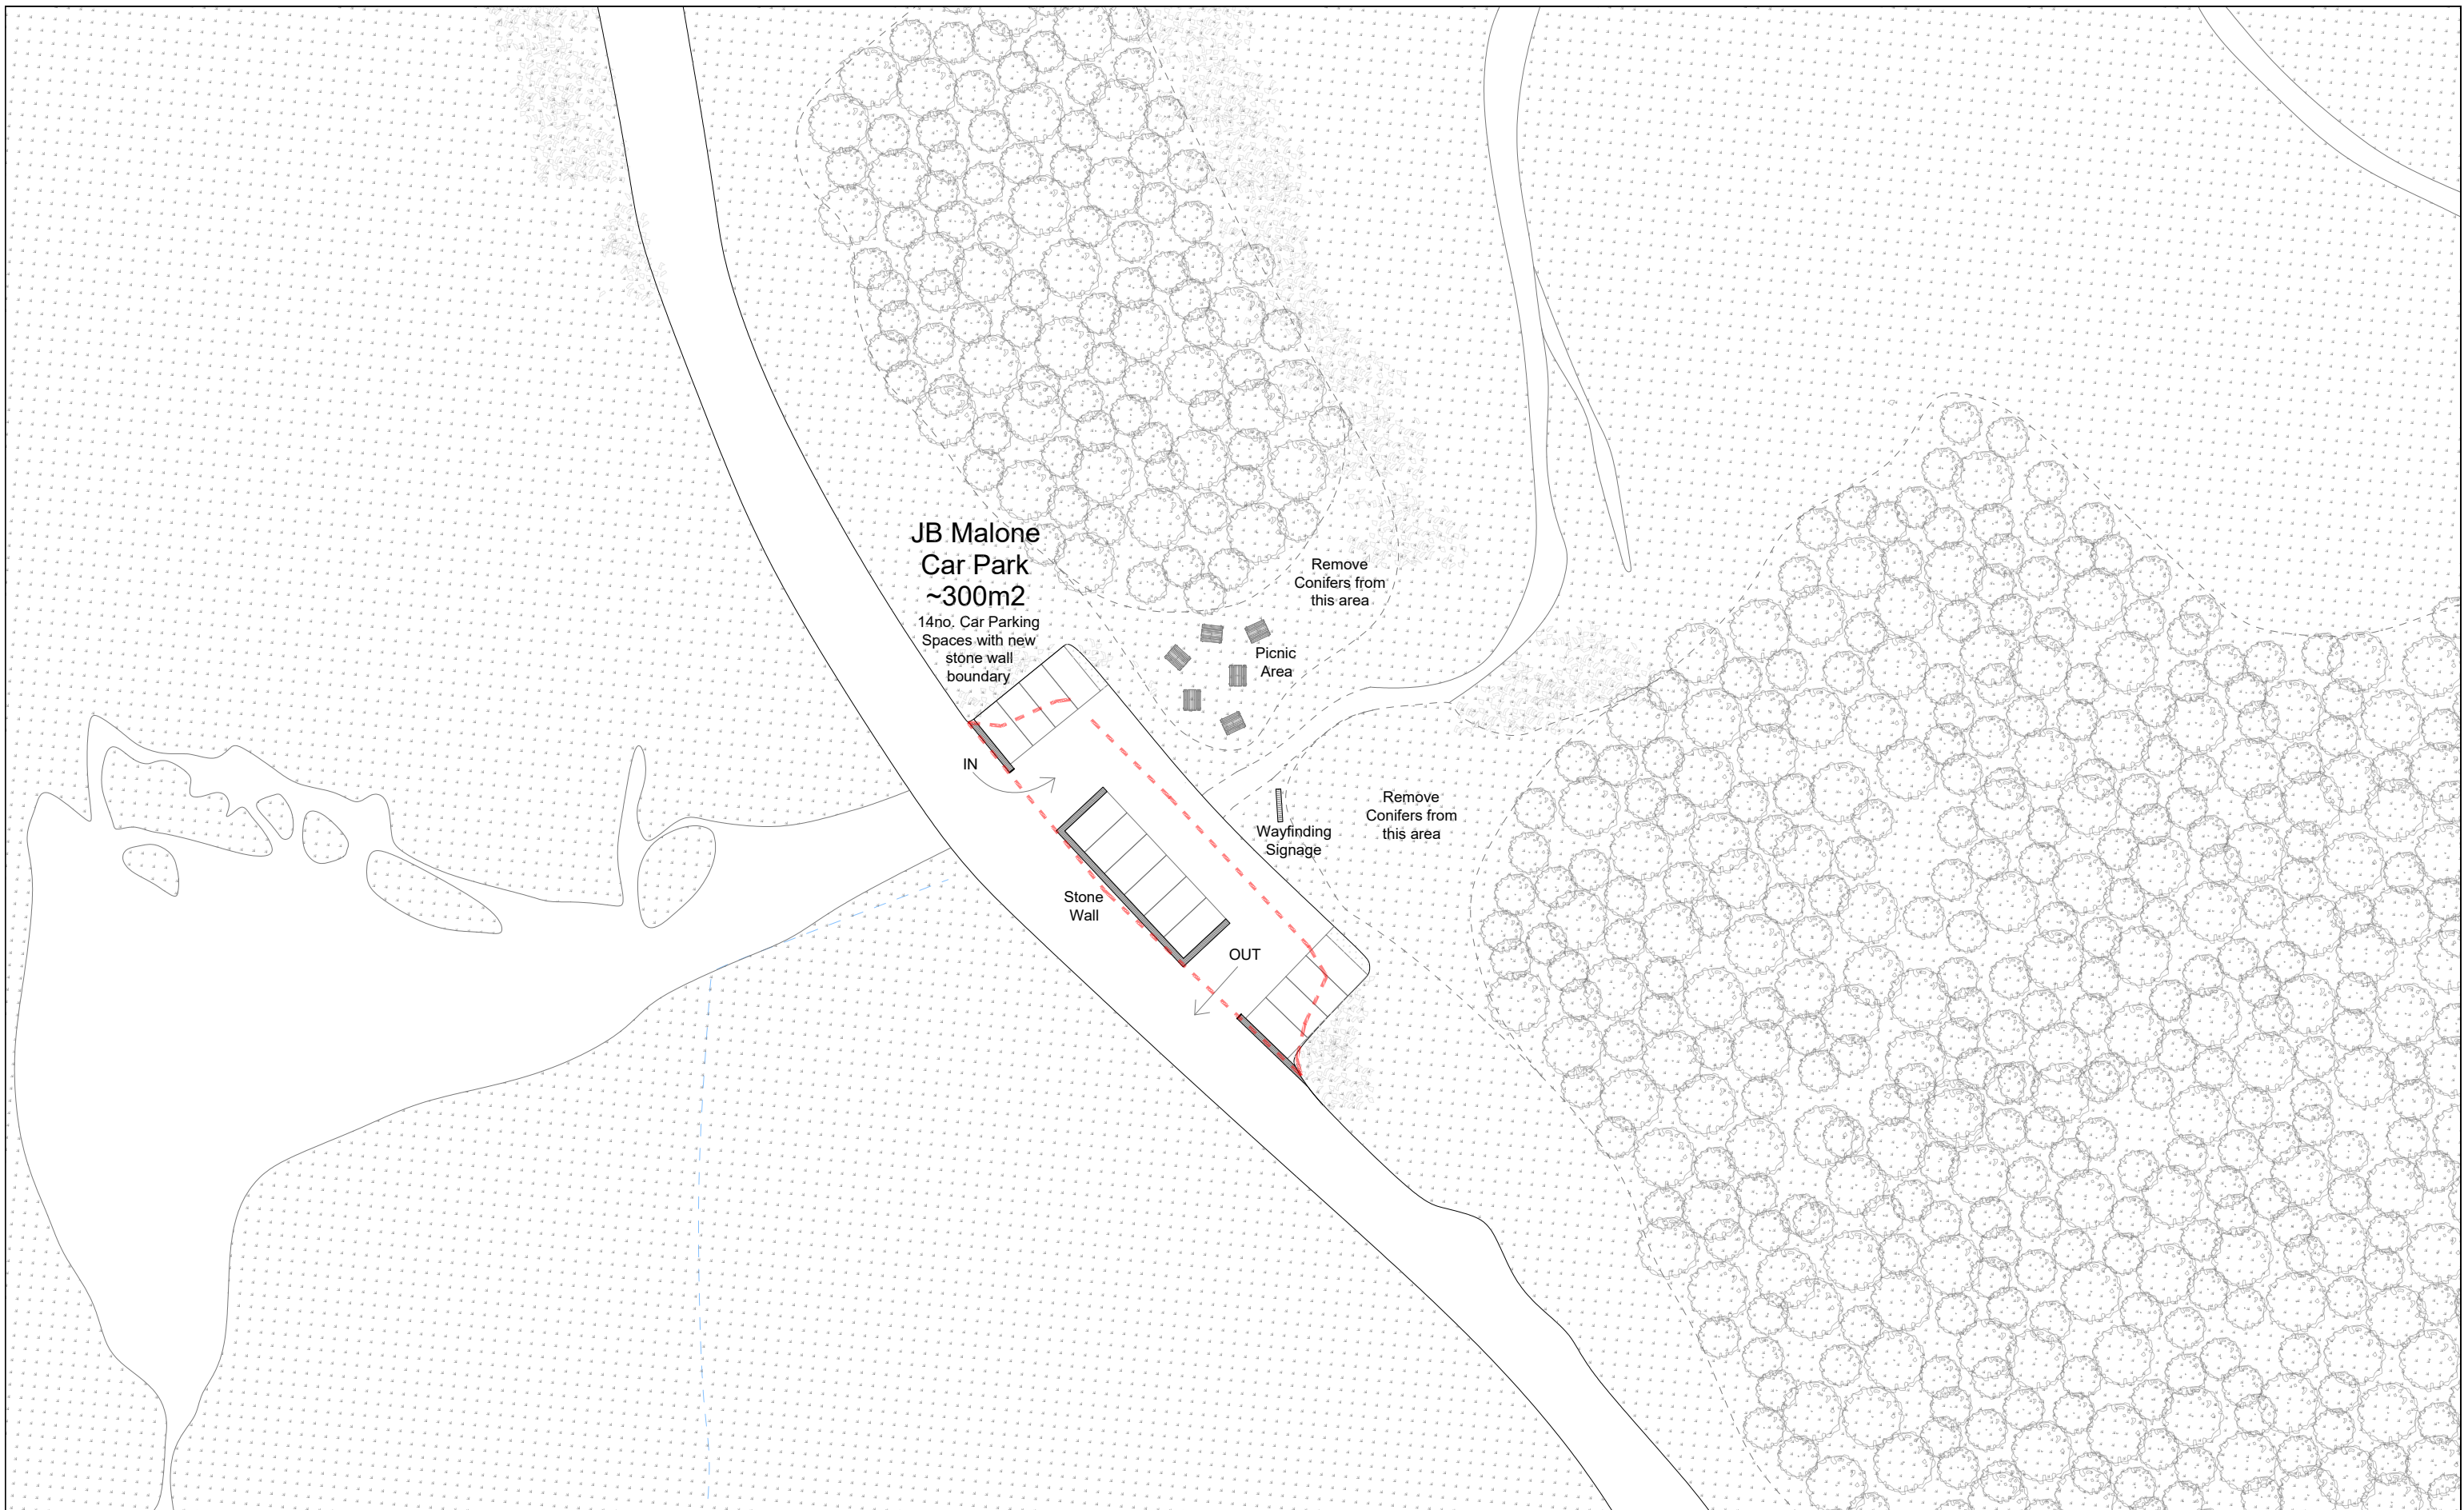 JB Malone
Car Park
~300m2
14no. Car Parking
Spaces with new
stone wall
boundary
Remove
Conifers from
this area
Picnic
Area
IN
Remove
Conifers from
this area
Wayfinding
Signage
Stone
Wall
OUT